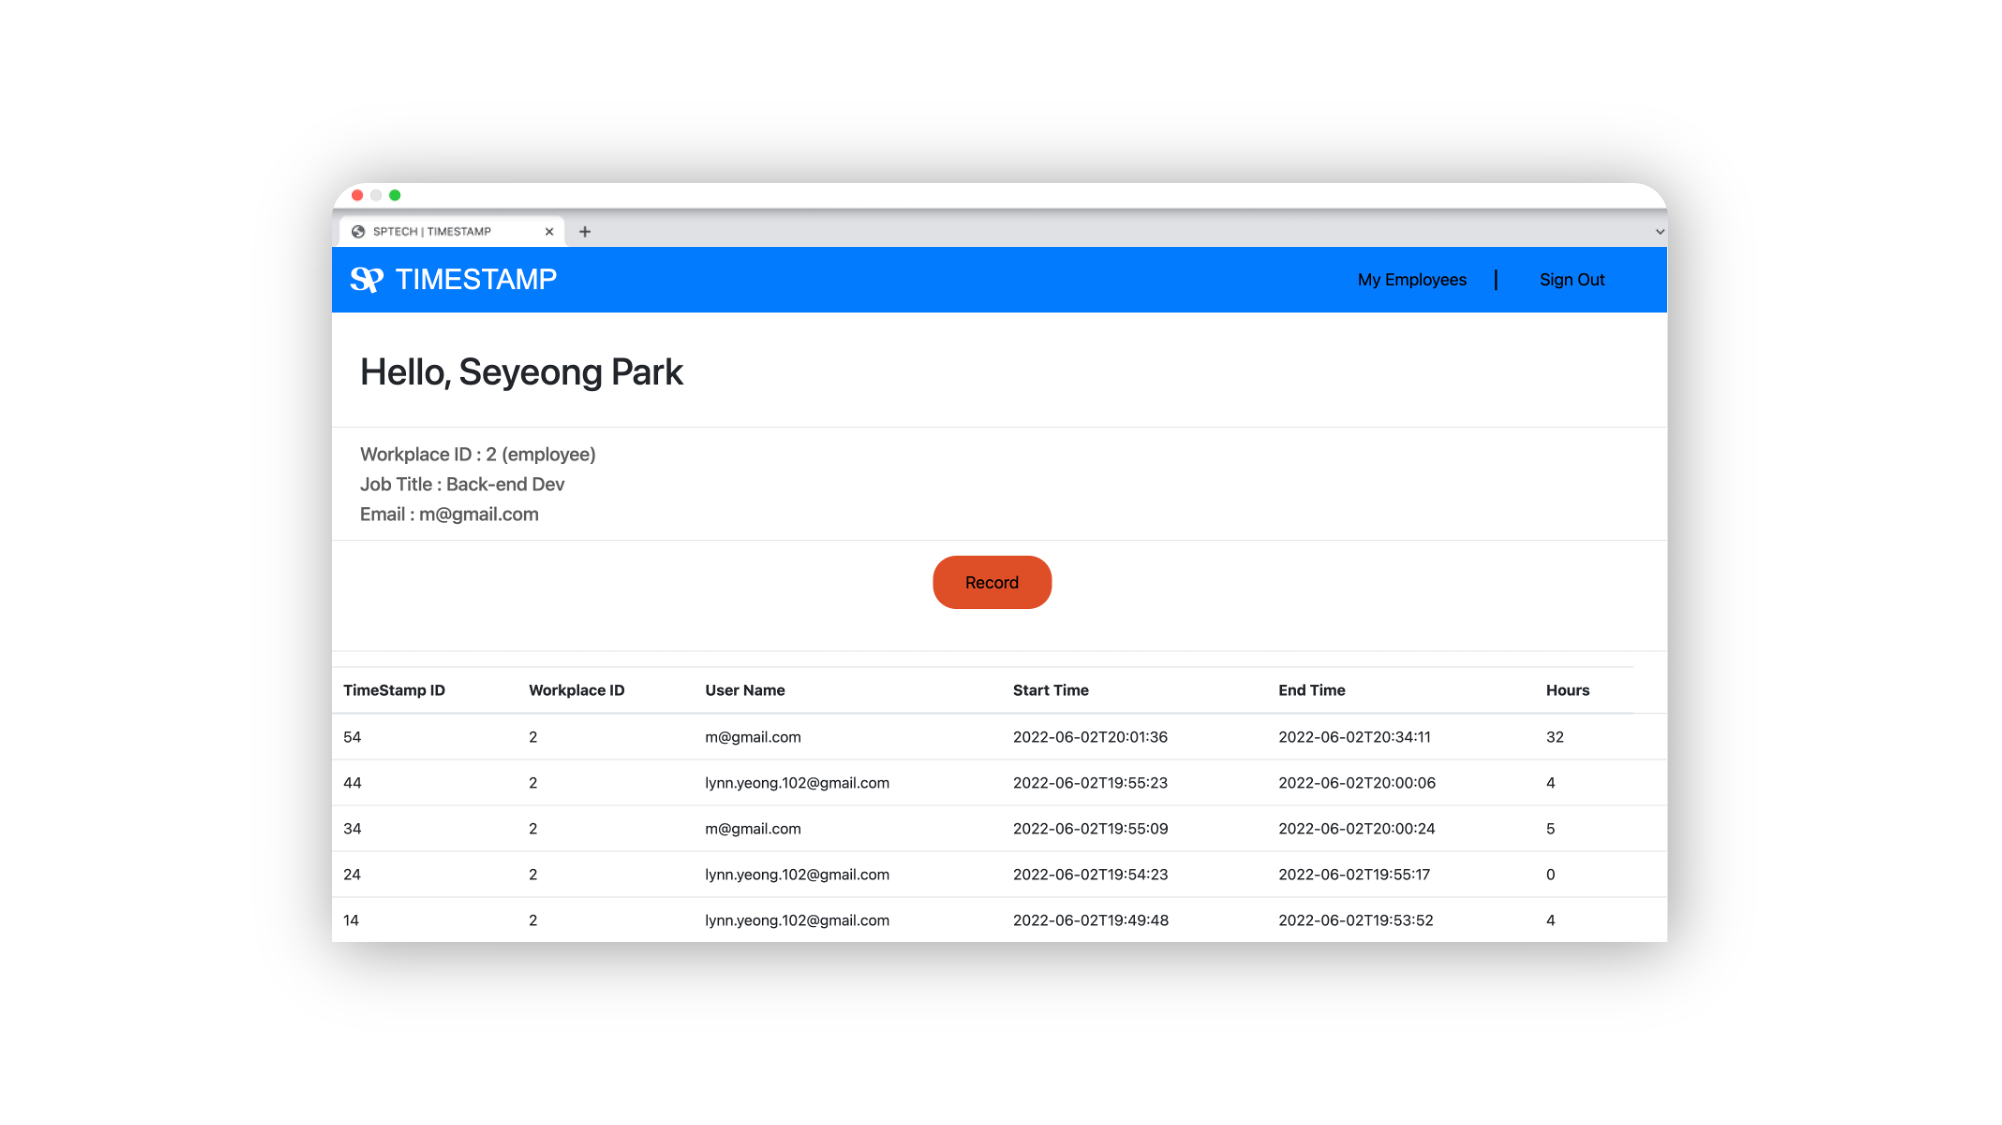 SPTECH | TIMESTAMP
SP TIMESTAMP
My Employees | Sign Out
Hello, Seyeong Park
Workplace ID : 2 (employee)
Job Title : Back-end Dev
Email : m@gmail.com
Record
TimeStamp ID Workplace ID User Name Start Time End Time Hours
54 2 m@gmail.com 2022-06-02T20:01:36 2022-06-02T20:34:11 32
44 2 lynn.yeong.102@gmail.com 2022-06-02T19:55:23 2022-06-02T20:00:06 4
34 2 m@gmail.com 2022-06-02T19:55:09 2022-06-02T20:00:24 5
24 2 lynn.yeong.102@gmail.com 2022-06-02T19:54:23 2022-06-02T19:55:17 0
14 2 lynn.yeong.102@gmail.com 2022-06-02T19:49:48 2022-06-02T19:53:52 4